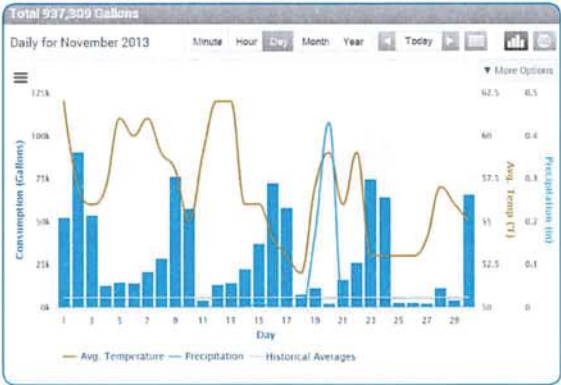 Total 937,309 Gallons
Daily for November 2013 Minute Hour Day Month Year Today
▼ More Options
125k 62.5 0.5
100k 60 0.4
75k 57.5 0.3
50k 55 0.2
25k 52.5 0.1
0k 50 0
Consumption (Gallons)
Avg. Temp (°F)
Precipitation (in)
1 3 5 7 9 11 13 15 17 19 21 23 25 27 29
Day
Avg. Temperature Precipitation Historical Averages